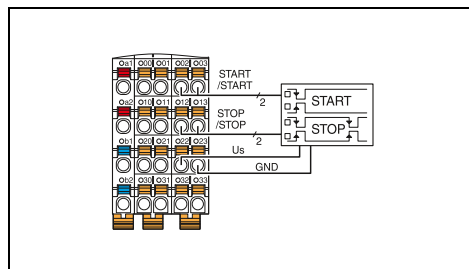 a1 00 01 02 03
START
/START
2
START
a2 10 11 12 13
STOP
/STOP
2
STOP
b1 20 21 22 23
Us
GND
b2 30 31 32 33